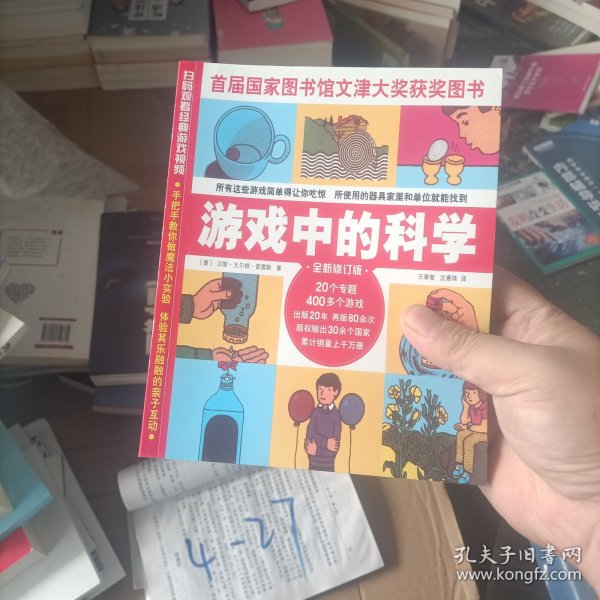 首届国家图书馆文津大奖获奖图书
扫码观看经典游戏视频
●手把手教你做魔法小实验 体验其乐融融的亲子互动●
所有这些游戏简单得让你吃惊 所使用的器具家里和单位就能找到
游戏中的科学
[德] 汉斯·尤尔根·普雷斯 著
·全新修订版·
王泰智 沈惠珠 译
20个专题
400多个游戏
出版20年 再版80余次
版权输出30余个国家
累计销量上千万册
4-27
孔夫子旧书网
www.kongfz.com